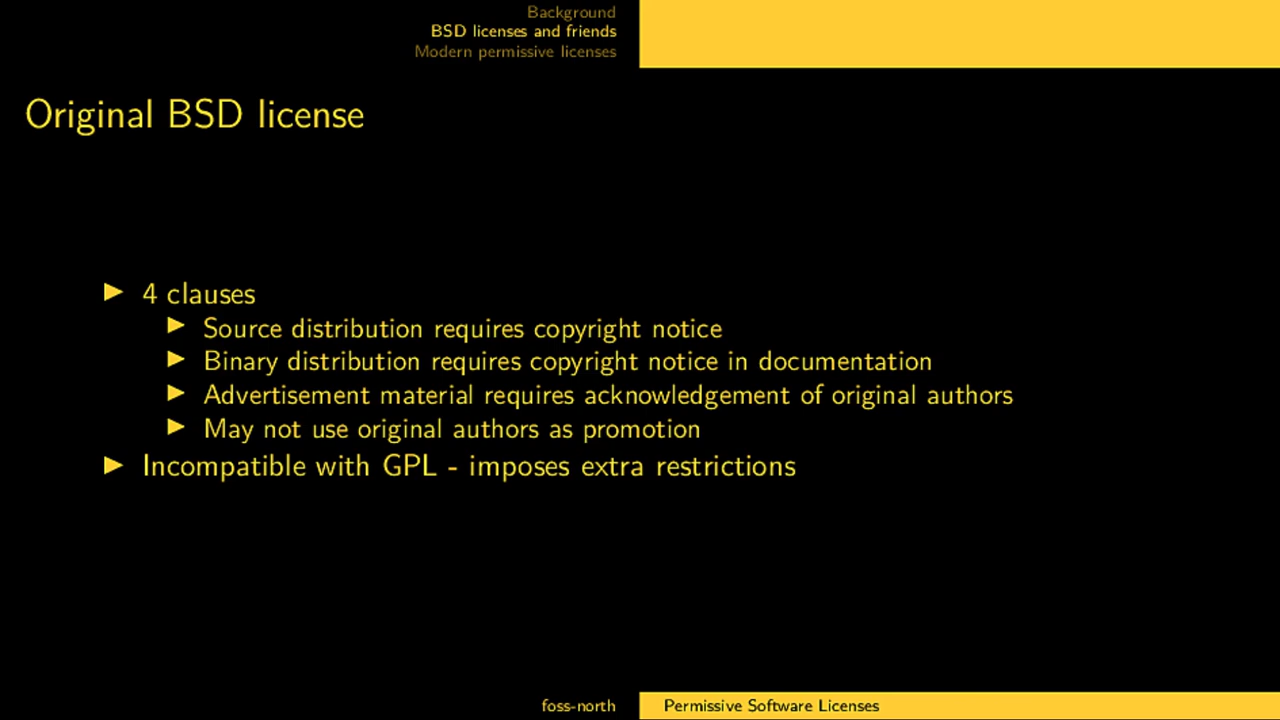 Background
BSD licenses and friends
Modern permissive licenses
Original BSD license
4 clauses
Source distribution requires copyright notice
Binary distribution requires copyright notice in documentation
Advertisement material requires acknowledgement of original authors
May not use original authors as promotion
Incompatible with GPL - imposes extra restrictions
foss-north
Permissive Software Licenses